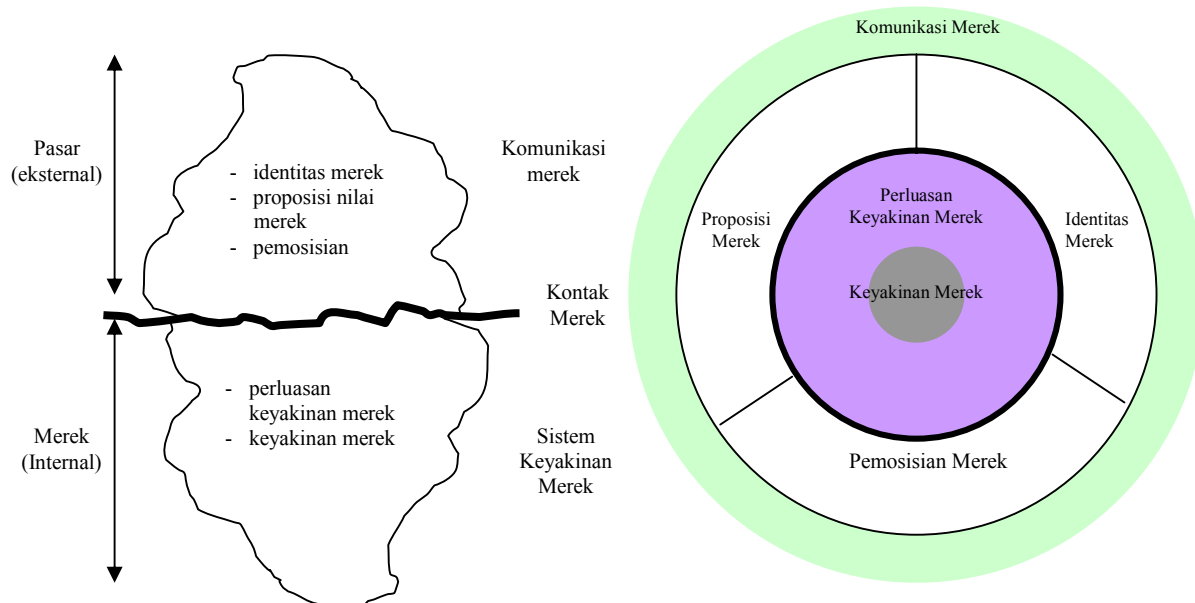 Pasar
(eksternal)
- identitas merek
- proposisi nilai
merek
- pemosisian
Komunikasi
merek
Kontak
Merek
Merek
(Internal)
- perluasan
keyakinan merek
- keyakinan merek
Sistem
Keyakinan
Merek
Komunikasi Merek
Proposisi
Merek
Perluasan
Keyakinan Merek
Identitas
Merek
Keyakinan Merek
Pemosisian Merek